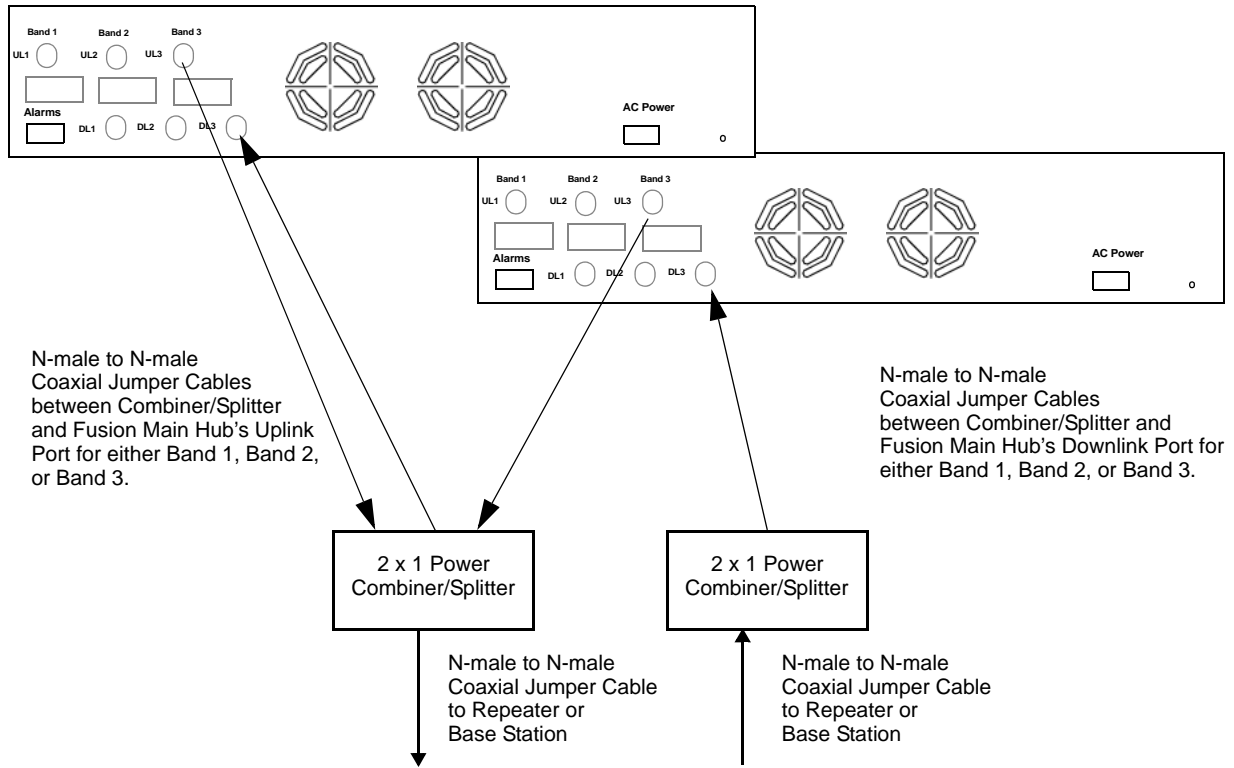 Band 1 Band 2 Band 3
UL1 UL2 UL3
Alarms
DL1 DL2 DL3
AC Power
Band 1 Band 2 Band 3
UL1 UL2 UL3
Alarms
DL1 DL2 DL3
AC Power
N-male to N-male
Coaxial Jumper Cables
between Combiner/Splitter
and Fusion Main Hub's Uplink
Port for either Band 1, Band 2,
or Band 3.
N-male to N-male
Coaxial Jumper Cables
between Combiner/Splitter and
Fusion Main Hub's Downlink Port for
either Band 1, Band 2, or Band 3.
2 x 1 Power
Combiner/Splitter
2 x 1 Power
Combiner/Splitter
N-male to N-male
Coaxial Jumper Cable
to Repeater or
Base Station
N-male to N-male
Coaxial Jumper Cable
to Repeater or
Base Station